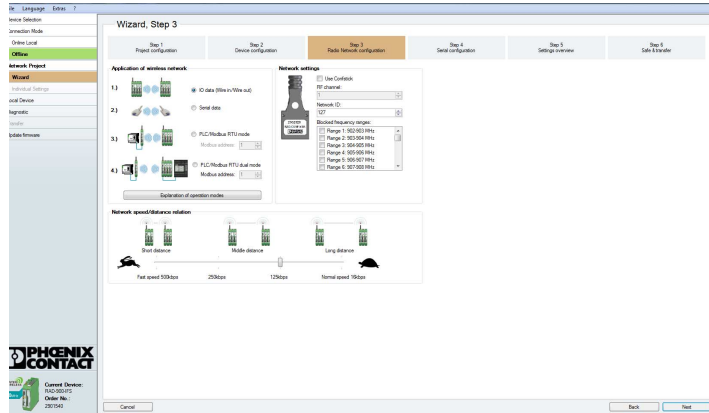 File Language Extras ?
Device Selection
Connection Mode
Online Local
Offline
Network Project
Wizard
Individual Settings
Local Device
Diagnostic
Transfer
Update firmware
Wizard, Step 3
Step 1
Project configuration
Step 2
Device configuration
Step 3
Radio Network configuration
Step 4
Serial configuration
Step 5
Settings overview
Step 6
Safe & transfer
Application of wireless network
1.)
IO data (Wire in/Wire out)
2.)
Serial data
3.)
PLC/Modbus RTU mode
Modbus address: 1
4.)
PLC/Modbus RTU dual mode
Modbus address: 1
Explanation of operation modes
Network settings
Use Confstick
RF channel:
1
Network ID:
127
Blocked frequency ranges:
Range 1: 902-903 MHz
Range 2: 903-904 MHz
Range 3: 904-905 MHz
Range 4: 905-906 MHz
Range 5: 906-907 MHz
Range 6: 907-908 MHz
Network speed/distance relation
Short distance
Middle distance
Long distance
Fast speed 500kbps
250kbps
125kbps
Normal speed 16kbps
PHŒNIX
CONTACT
Current Device:
RAD-900-IFS
Order No.:
2901540
Cancel
Back
Next